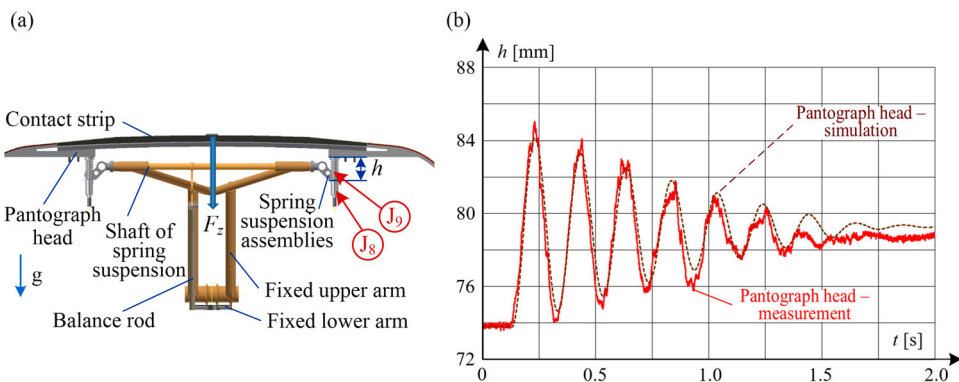 (a)
Contact strip
h
Pantograph
head
Shaft of
spring
suspension
F_z
Spring
suspension
assemblies
J₉
J₈
g
Fixed upper arm
Balance rod
Fixed lower arm
(b)
h [mm]
88
84
80
76
72
Pantograph head –
simulation
Pantograph head –
measurement
t [s]
0
0.5
1.0
1.5
2.0